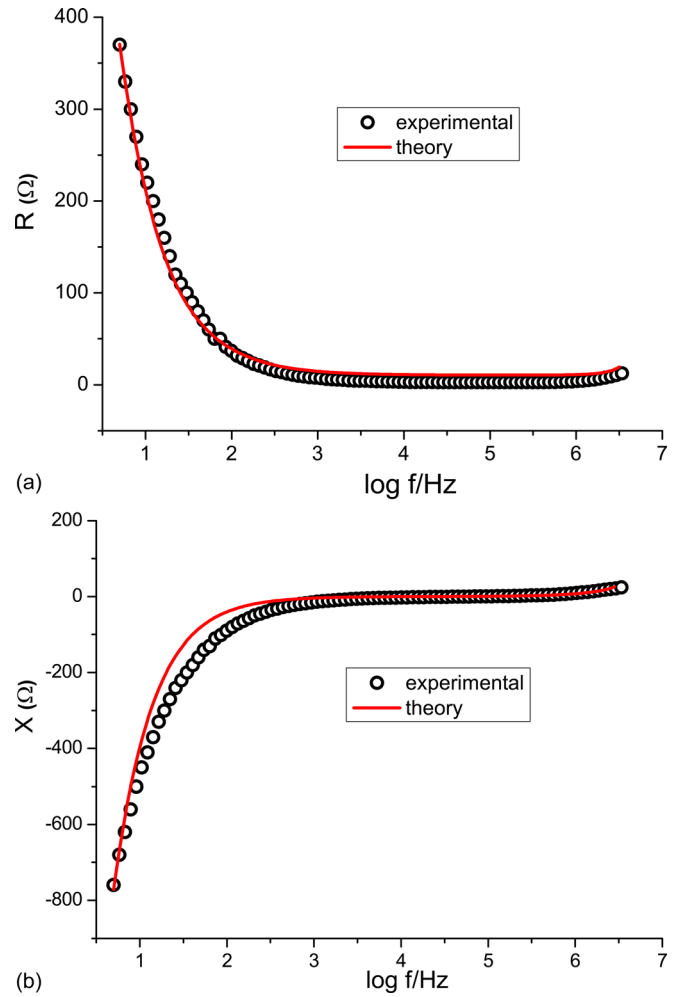 400
300
200
100
0
R (Ω)
experimental
theory
1 2 3 4 5 6 7
log f/Hz
(a)
200
0
-200
-400
-600
-800
X (Ω)
experimental
theory
1 2 3 4 5 6 7
log f/Hz
(b)